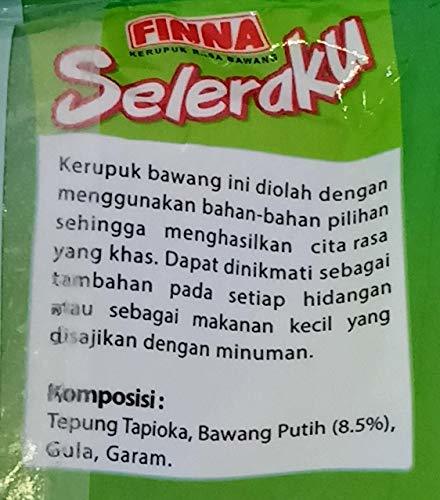 FINNA
KERUPUK RASA BAWANG
Seleraku
Kerupuk bawang ini diolah dengan
menggunakan bahan-bahan pilihan
sehingga menghasilkan cita rasa
yang khas. Dapat dinikmati sebagai
tambahan pada setiap hidangan
atau sebagai makanan kecil yang
disajikan dengan minuman.
Komposisi :
Tepung Tapioka, Bawang Putih (8.5%),
Gula, Garam.